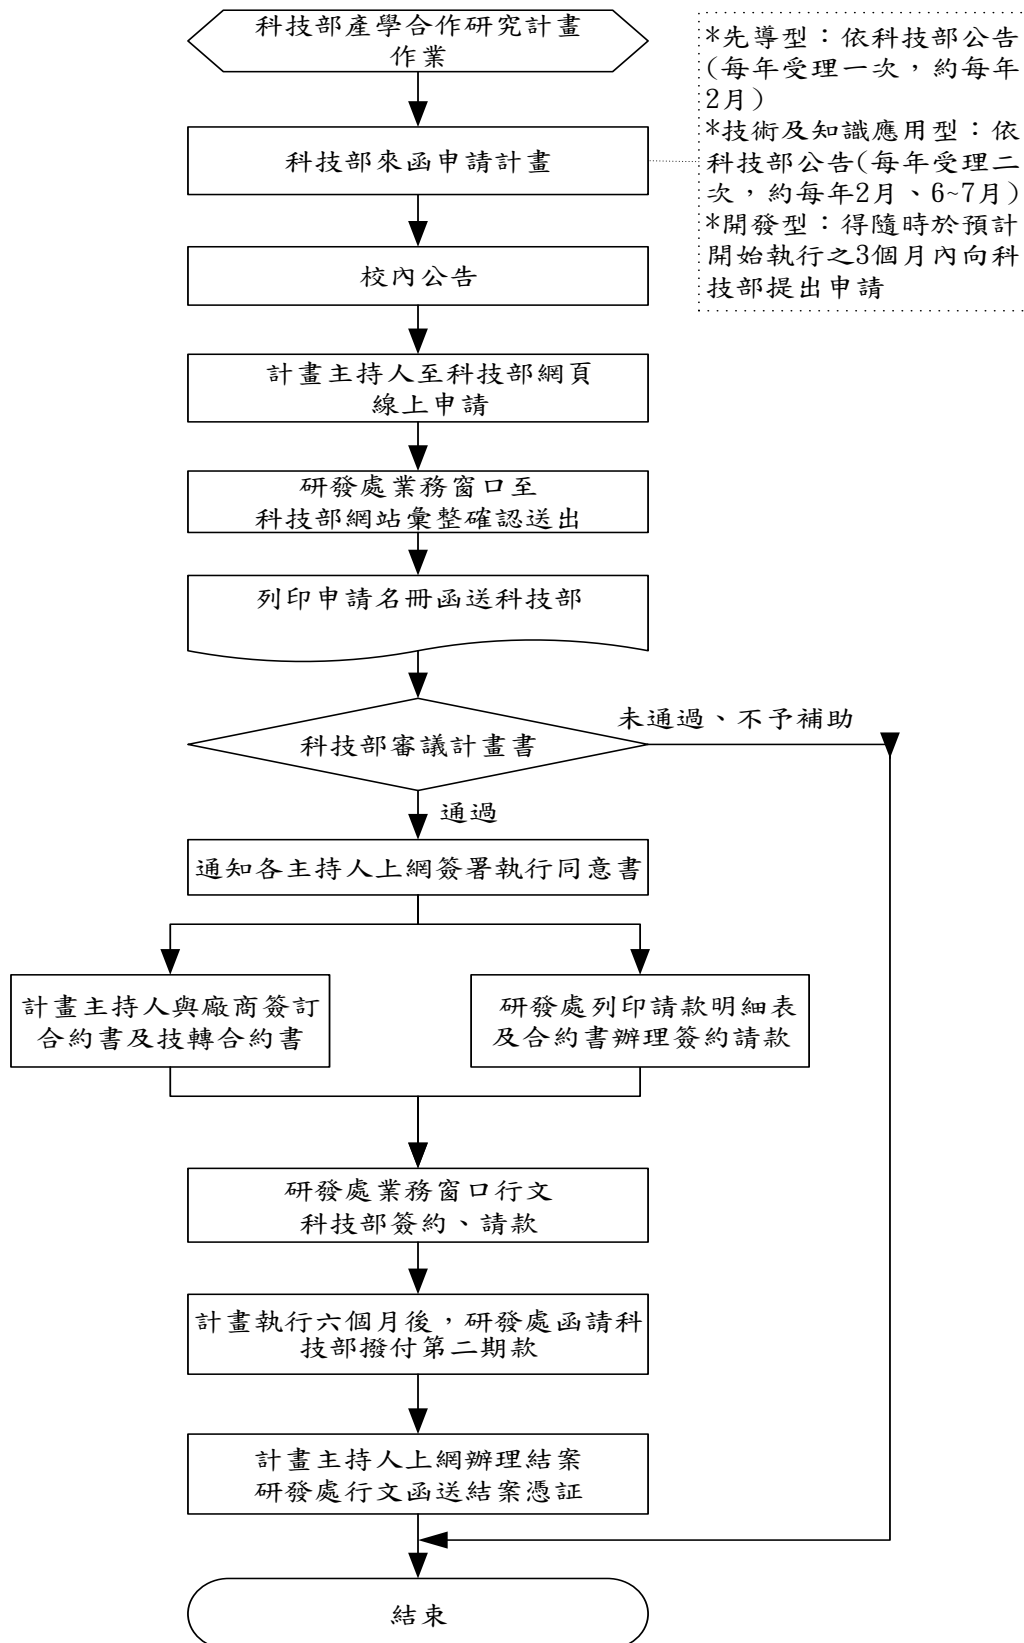 科技部產學合作研究計畫
作業
*先導型：依科技部公告
(每年受理一次，約每年
2月)
*技術及知識應用型：依
科技部公告(每年受理二
次，約每年2月、6~7月)
*開發型：得隨時於預計
開始執行之3個月內向科
技部提出申請
科技部來函申請計畫
校內公告
計畫主持人至科技部網頁
線上申請
研發處業務窗口至
科技部網站彙整確認送出
列印申請名冊函送科技部
科技部審議計畫書
未通過、不予補助
通過
通知各主持人上網簽署執行同意書
計畫主持人與廠商簽訂
合約書及技轉合約書
研發處列印請款明細表
及合約書辦理簽約請款
研發處業務窗口行文
科技部簽約、請款
計畫執行六個月後，研發處函請科
技部撥付第二期款
計畫主持人上網辦理結案
研發處行文函送結案憑証
結束